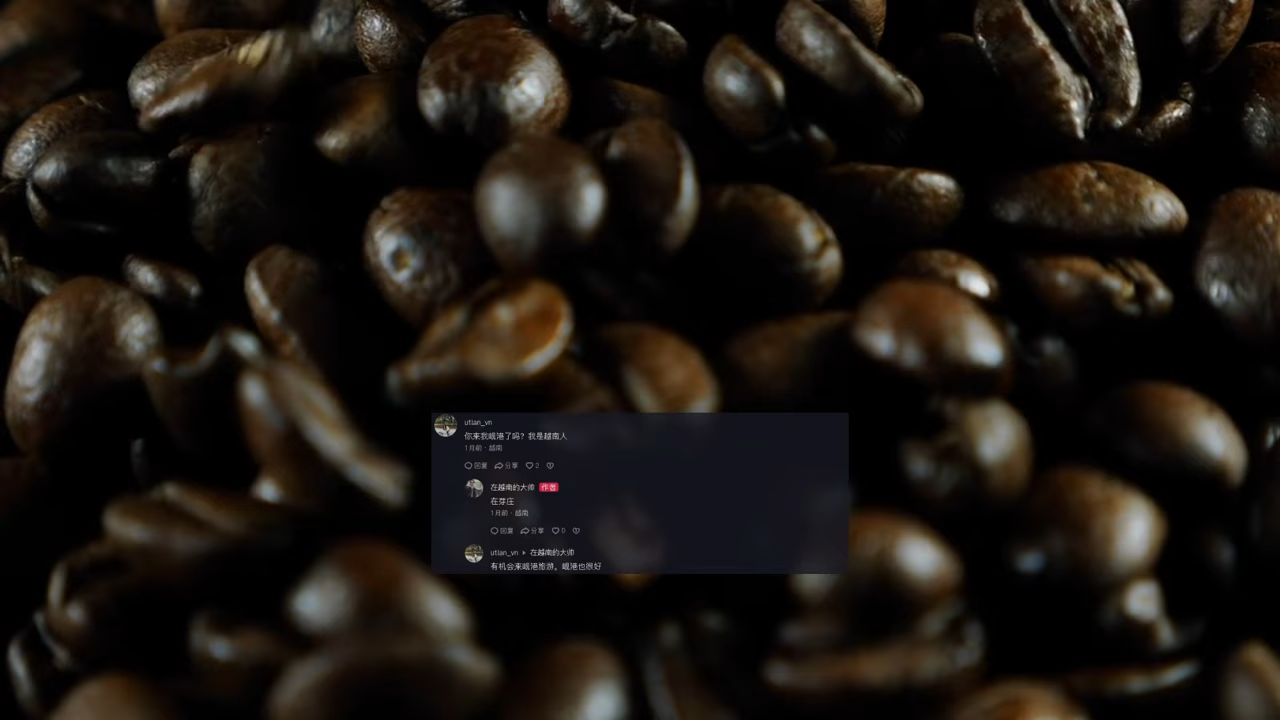 utian_vn
你来我岘港了吗？我是越南人
1月前 · 越南
回复 分享 2
在越南的大帅 作者
在芽庄
1月前 · 越南
回复 分享 0
utian_vn ▸ 在越南的大帅
有机会来岘港旅游，岘港也很好